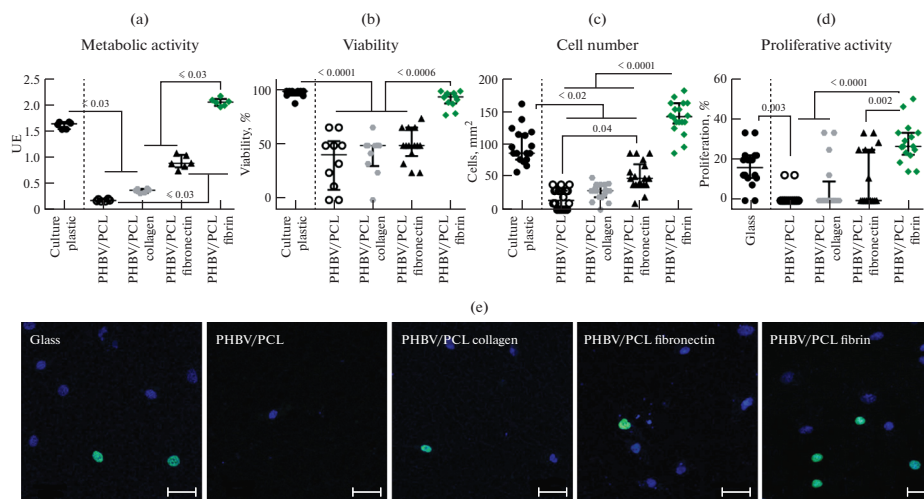 (a)
Metabolic activity
2.5
2.0
1.5
1.0
0.5
0
UE
⩽ 0.03
⩽ 0.03
⩽ 0.03
Culture plastic
PHBV/PCL
PHBV/PCL collagen
PHBV/PCL fibronectin
PHBV/PCL fibrin
(b)
Viability
100
50
0
Viability, %
< 0.0001
< 0.0006
Culture plastic
PHBV/PCL
PHBV/PCL collagen
PHBV/PCL fibronectin
PHBV/PCL fibrin
(c)
Cell number
200
150
100
50
0
Cells, mm2
< 0.0001
< 0.02
0.04
Culture plastic
PHBV/PCL
PHBV/PCL collagen
PHBV/PCL fibronectin
PHBV/PCL fibrin
(d)
Proliferative activity
60
40
20
0
Proliferation, %
0.003
< 0.0001
0.002
Glass
PHBV/PCL
PHBV/PCL collagen
PHBV/PCL fibronectin
PHBV/PCL fibrin
(e)
Glass
PHBV/PCL
PHBV/PCL collagen
PHBV/PCL fibronectin
PHBV/PCL fibrin